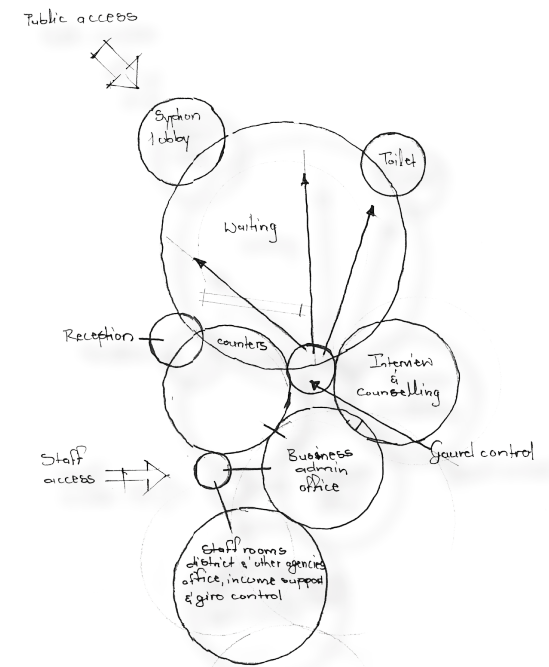 Public access
Syphon
lobby
Toilet
Waiting
Reception
counters
Interview
&
counselling
Staff
access
Business
admin
office
Gaurd control
Staff rooms
district & other agencies
office, income support
& giro control